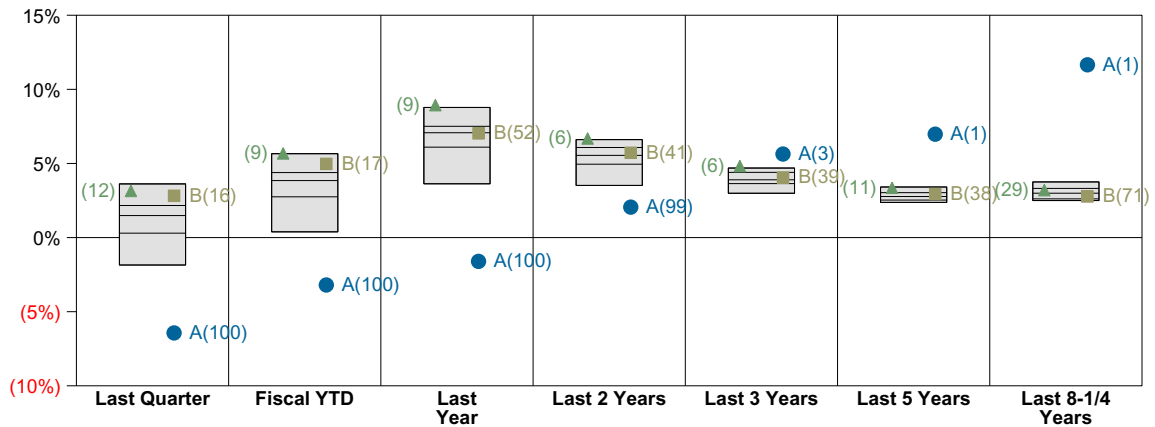 15%
10%
5%
0%
(5%)
(10%)
(12)
B(16)
A(100)
(9)
B(17)
A(100)
(9)
B(52)
A(100)
(6)
B(41)
A(99)
(6)
A(3)
B(39)
(11)
A(1)
B(38)
(29)
A(1)
B(71)
Last Quarter
Fiscal YTD
Last
Year
Last 2 Years
Last 3 Years
Last 5 Years
Last 8-1/4
Years